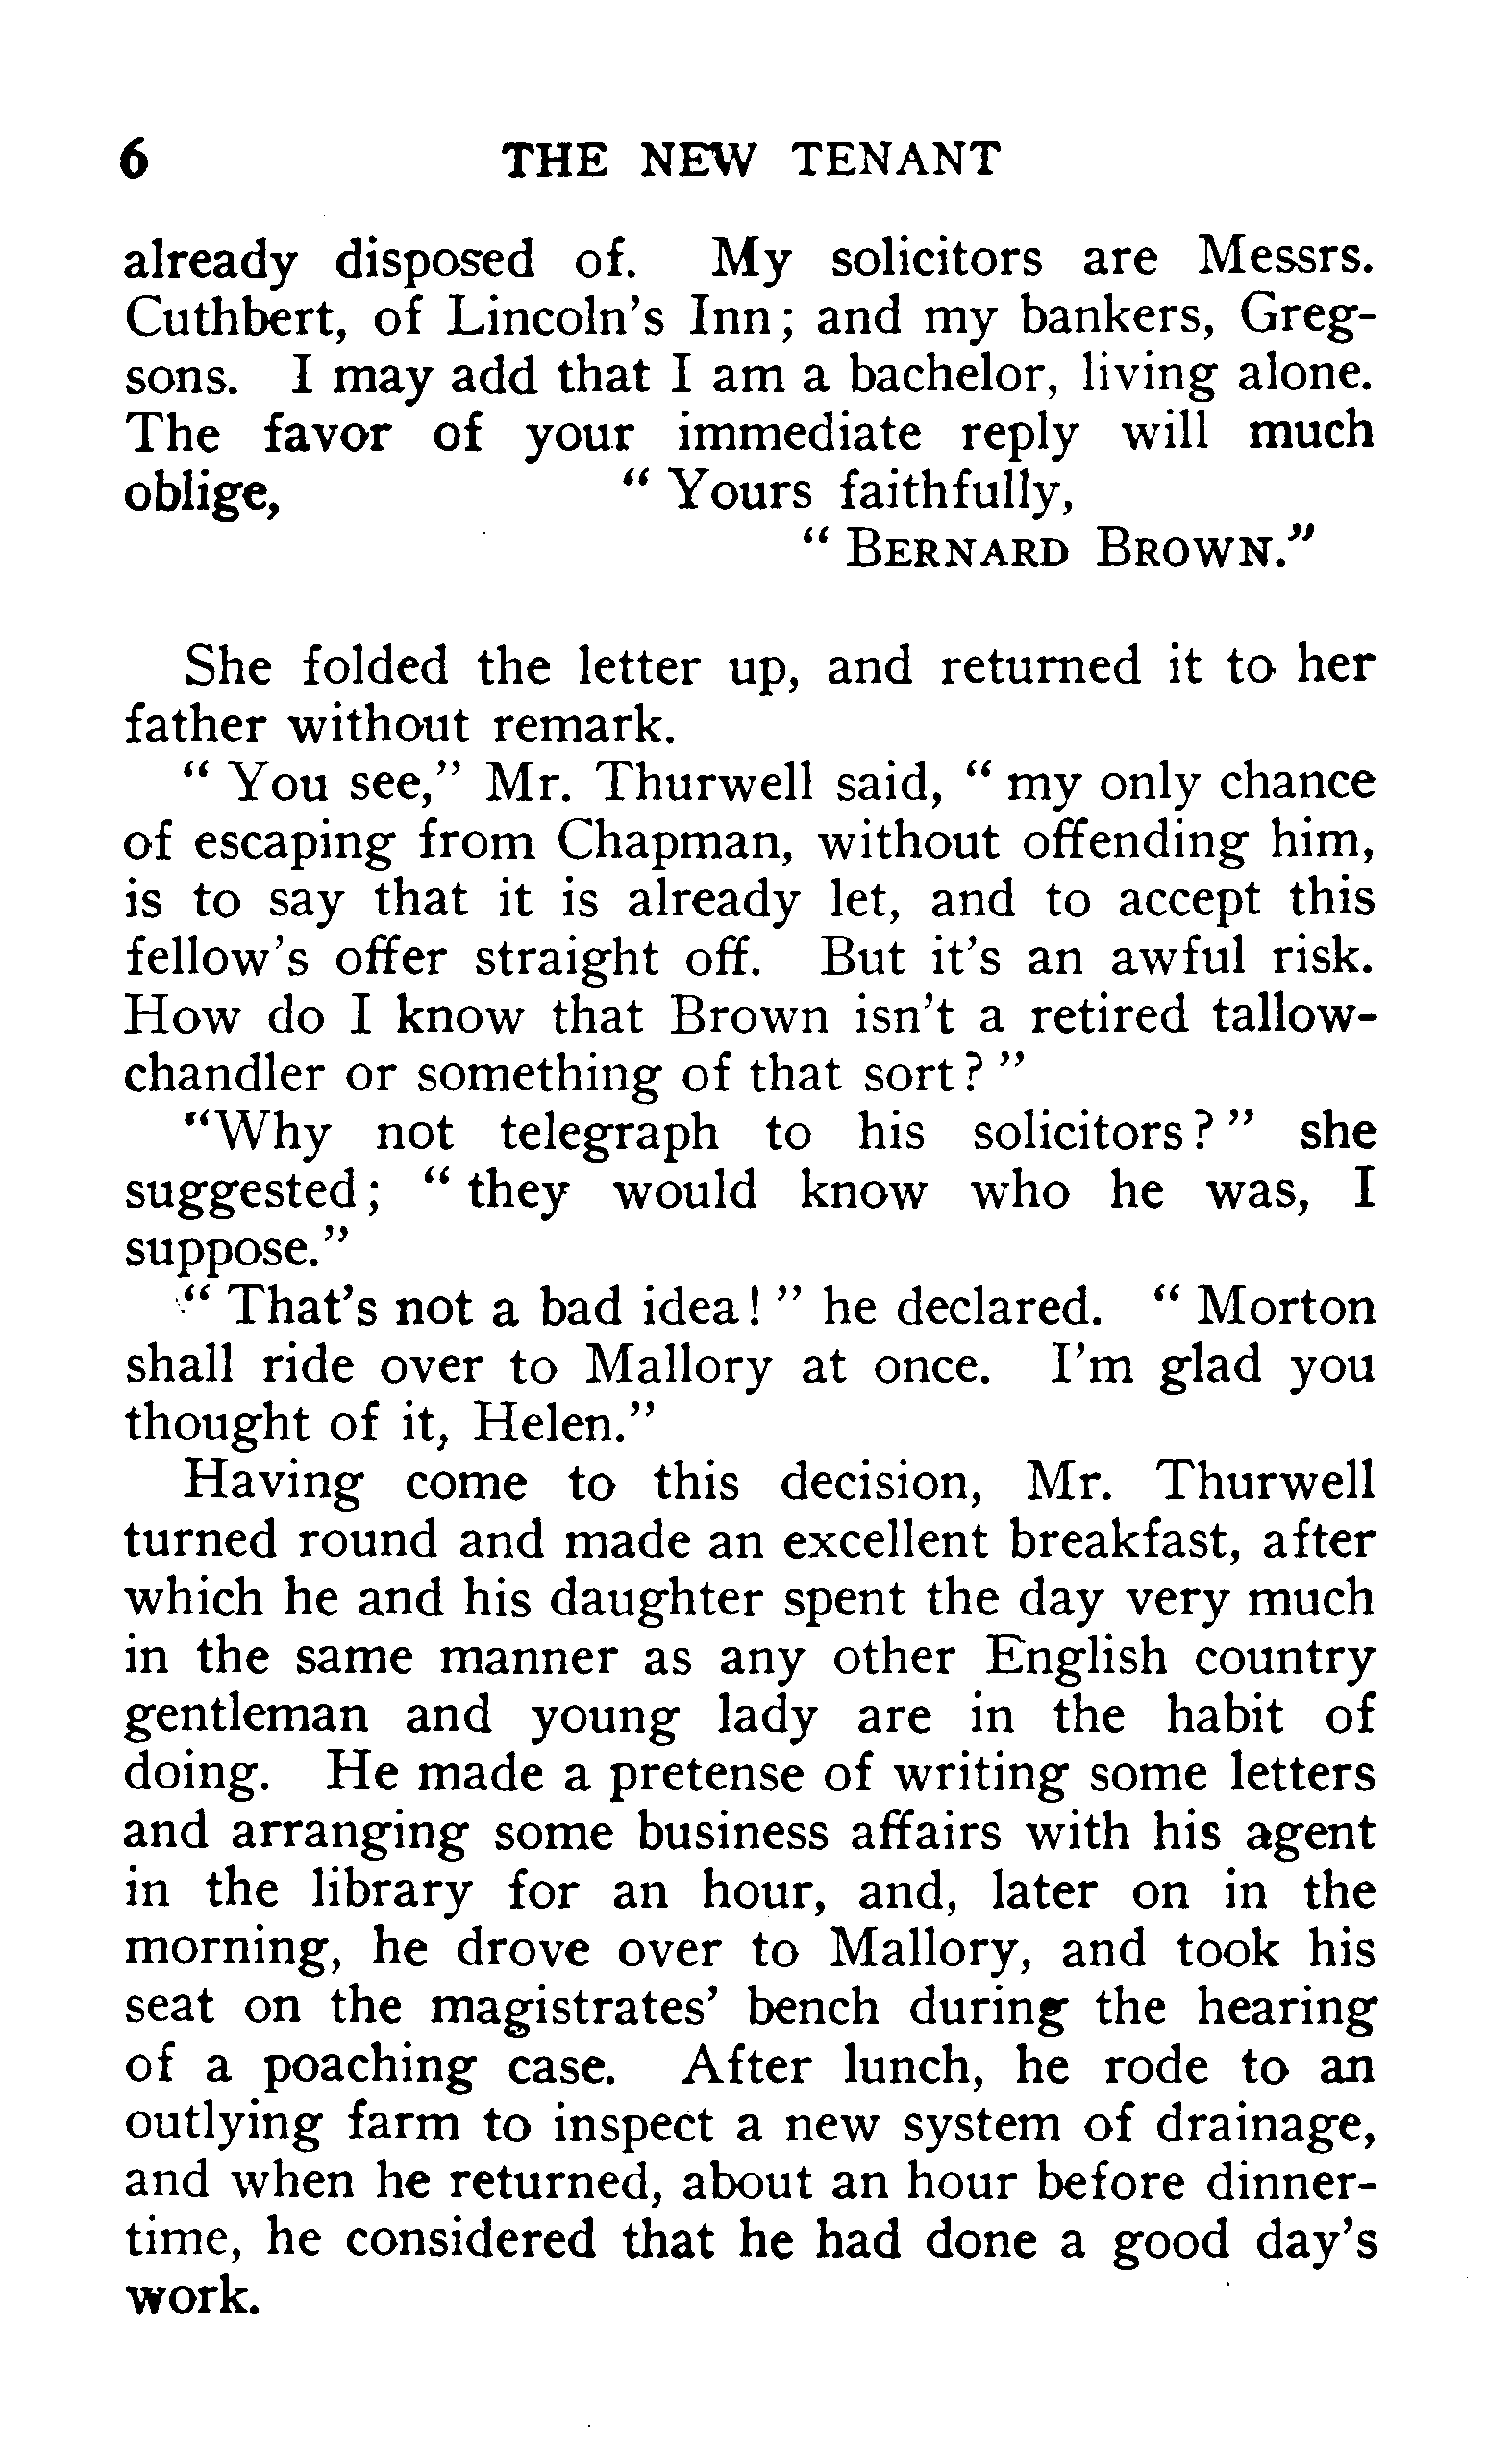 6 THE NEW TENANT
already disposed of. My solicitors are Messrs.
Cuthbert, of Lincoln's Inn; and my bankers, Greg-
sons. I may add that I am a bachelor, living alone.
The favor of your immediate reply will much
oblige, " Yours faithfully,
" BERNARD BROWN."
She folded the letter up, and returned it to her
father without remark.
" You see," Mr. Thurwell said, " my only chance
of escaping from Chapman, without offending him,
is to say that it is already let, and to accept this
fellow's offer straight off. But it's an awful risk.
How do I know that Brown isn't a retired tallow-
chandler or something of that sort? "
"Why not telegraph to his solicitors? " she
suggested; " they would know who he was, I
suppose."
" That's not a bad idea! " he declared. " Morton
shall ride over to Mallory at once. I'm glad you
thought of it, Helen."
Having come to this decision, Mr. Thurwell
turned round and made an excellent breakfast, after
which he and his daughter spent the day very much
in the same manner as any other English country
gentleman and young lady are in the habit of
doing. He made a pretense of writing some letters
and arranging some business affairs with his agent
in the library for an hour, and, later on in the
morning, he drove over to Mallory, and took his
seat on the magistrates' bench during the hearing
of a poaching case. After lunch, he rode to an
outlying farm to inspect a new system of drainage,
and when he returned, about an hour before dinner-
time, he considered that he had done a good day's
work.